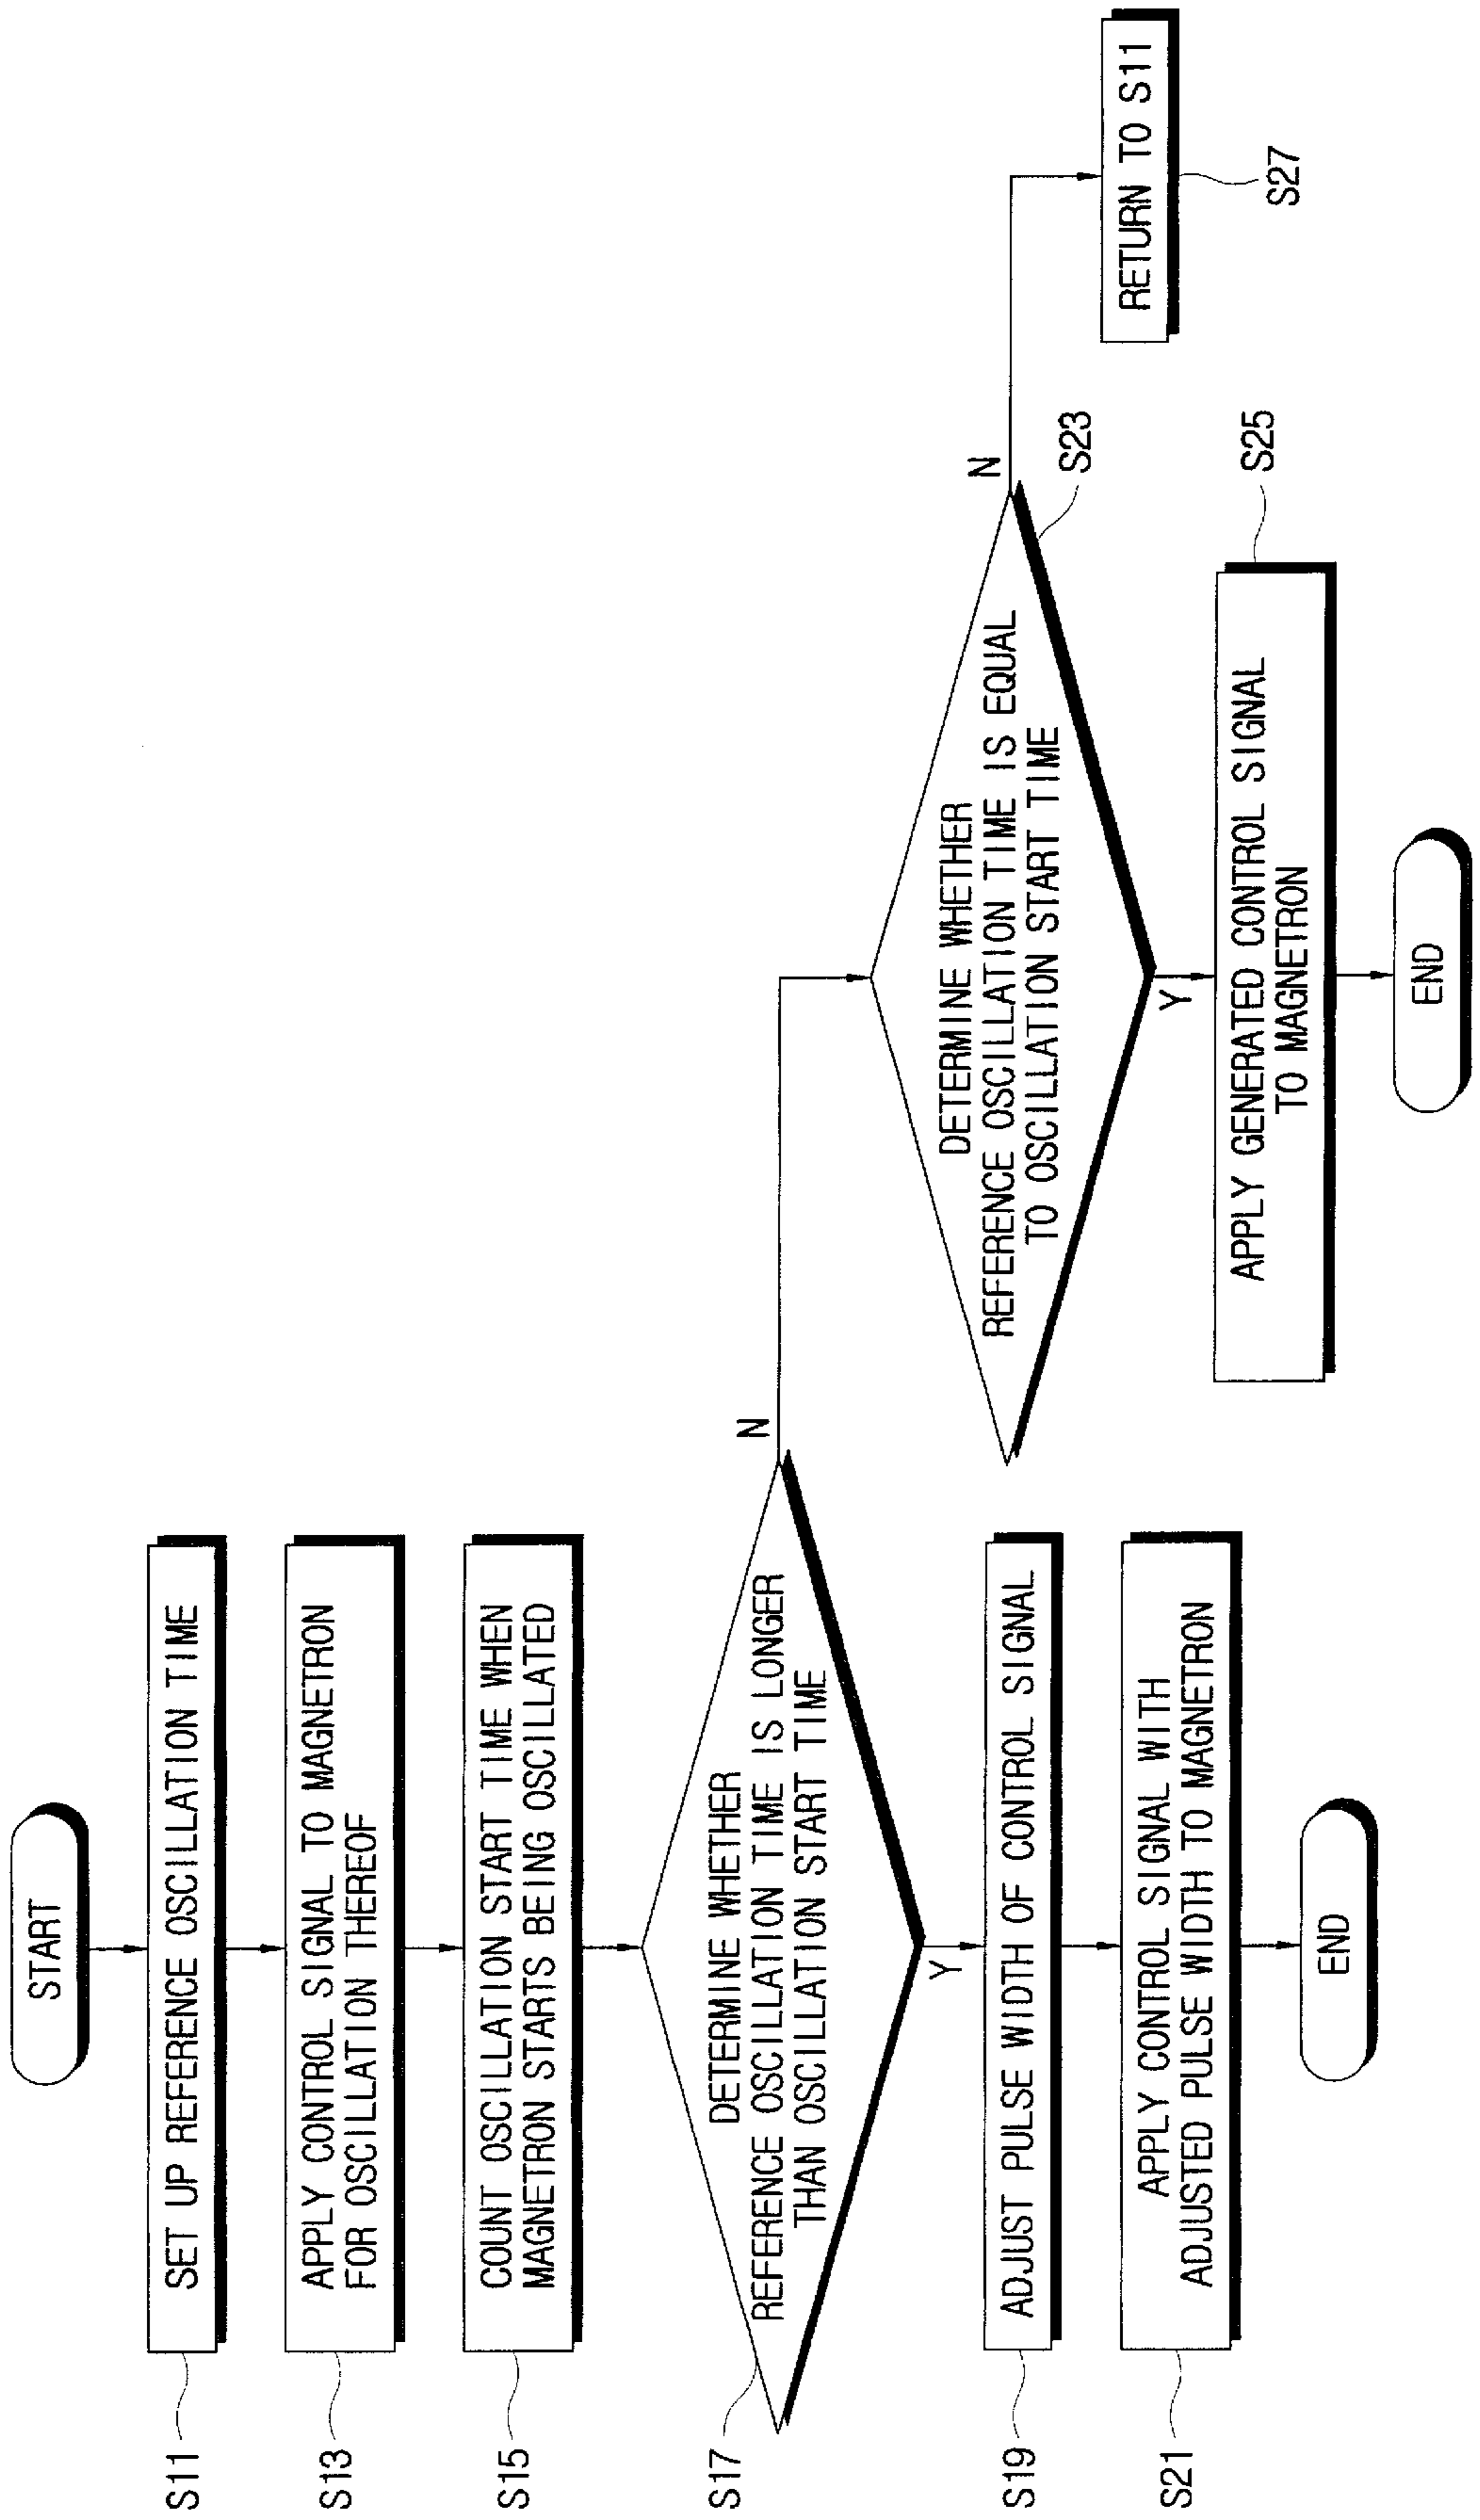 START
S11
SET UP REFERENCE OSCILLATION TIME
S13
APPLY CONTROL SIGNAL TO MAGNETRON
FOR OSCILLATION THEREOF
S15
COUNT OSCILLATION START TIME WHEN
MAGNETRON STARTS BEING OSCILLATED
S17
DETERMINE WHETHER
REFERENCE OSCILLATION TIME IS LONGER
THAN OSCILLATION START TIME
N
Y
S19
ADJUST PULSE WIDTH OF CONTROL SIGNAL
S21
APPLY CONTROL SIGNAL WITH
ADJUSTED PULSE WIDTH TO MAGNETRON
END
DETERMINE WHETHER
REFERENCE OSCILLATION TIME IS EQUAL
TO OSCILLATION START TIME
S23
N
Y
APPLY GENERATED CONTROL SIGNAL
TO MAGNETRON
S25
END
RETURN TO S11
S27